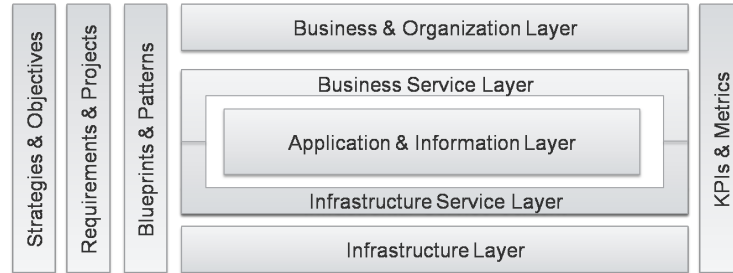 Strategies & Objectives
Requirements & Projects
Blueprints & Patterns
Business & Organization Layer
Business Service Layer
Application & Information Layer
Infrastructure Service Layer
Infrastructure Layer
KPIs & Metrics